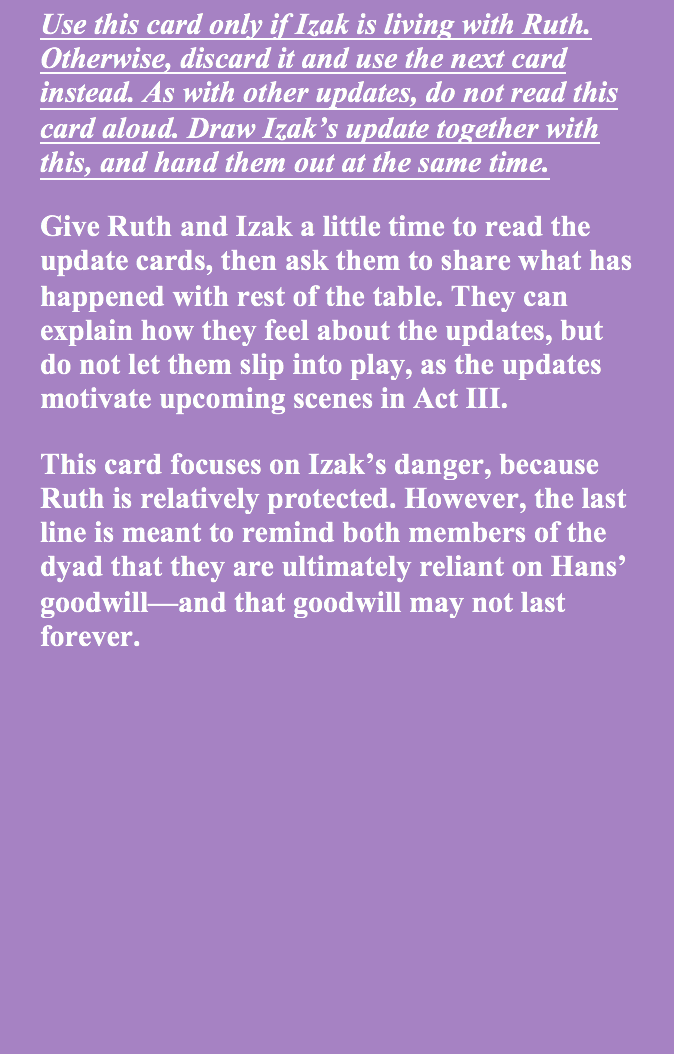 Use this card only if Izak is living with Ruth.
Otherwise, discard it and use the next card
instead. As with other updates, do not read this
card aloud. Draw Izak’s update together with
this, and hand them out at the same time.
Give Ruth and Izak a little time to read the
update cards, then ask them to share what has
happened with rest of the table. They can
explain how they feel about the updates, but
do not let them slip into play, as the updates
motivate upcoming scenes in Act III.
This card focuses on Izak’s danger, because
Ruth is relatively protected. However, the last
line is meant to remind both members of the
dyad that they are ultimately reliant on Hans’
goodwill—and that goodwill may not last
forever.